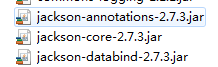 jackson-annotations-2.7.3.jar
jackson-core-2.7.3.jar
jackson-databind-2.7.3.jar